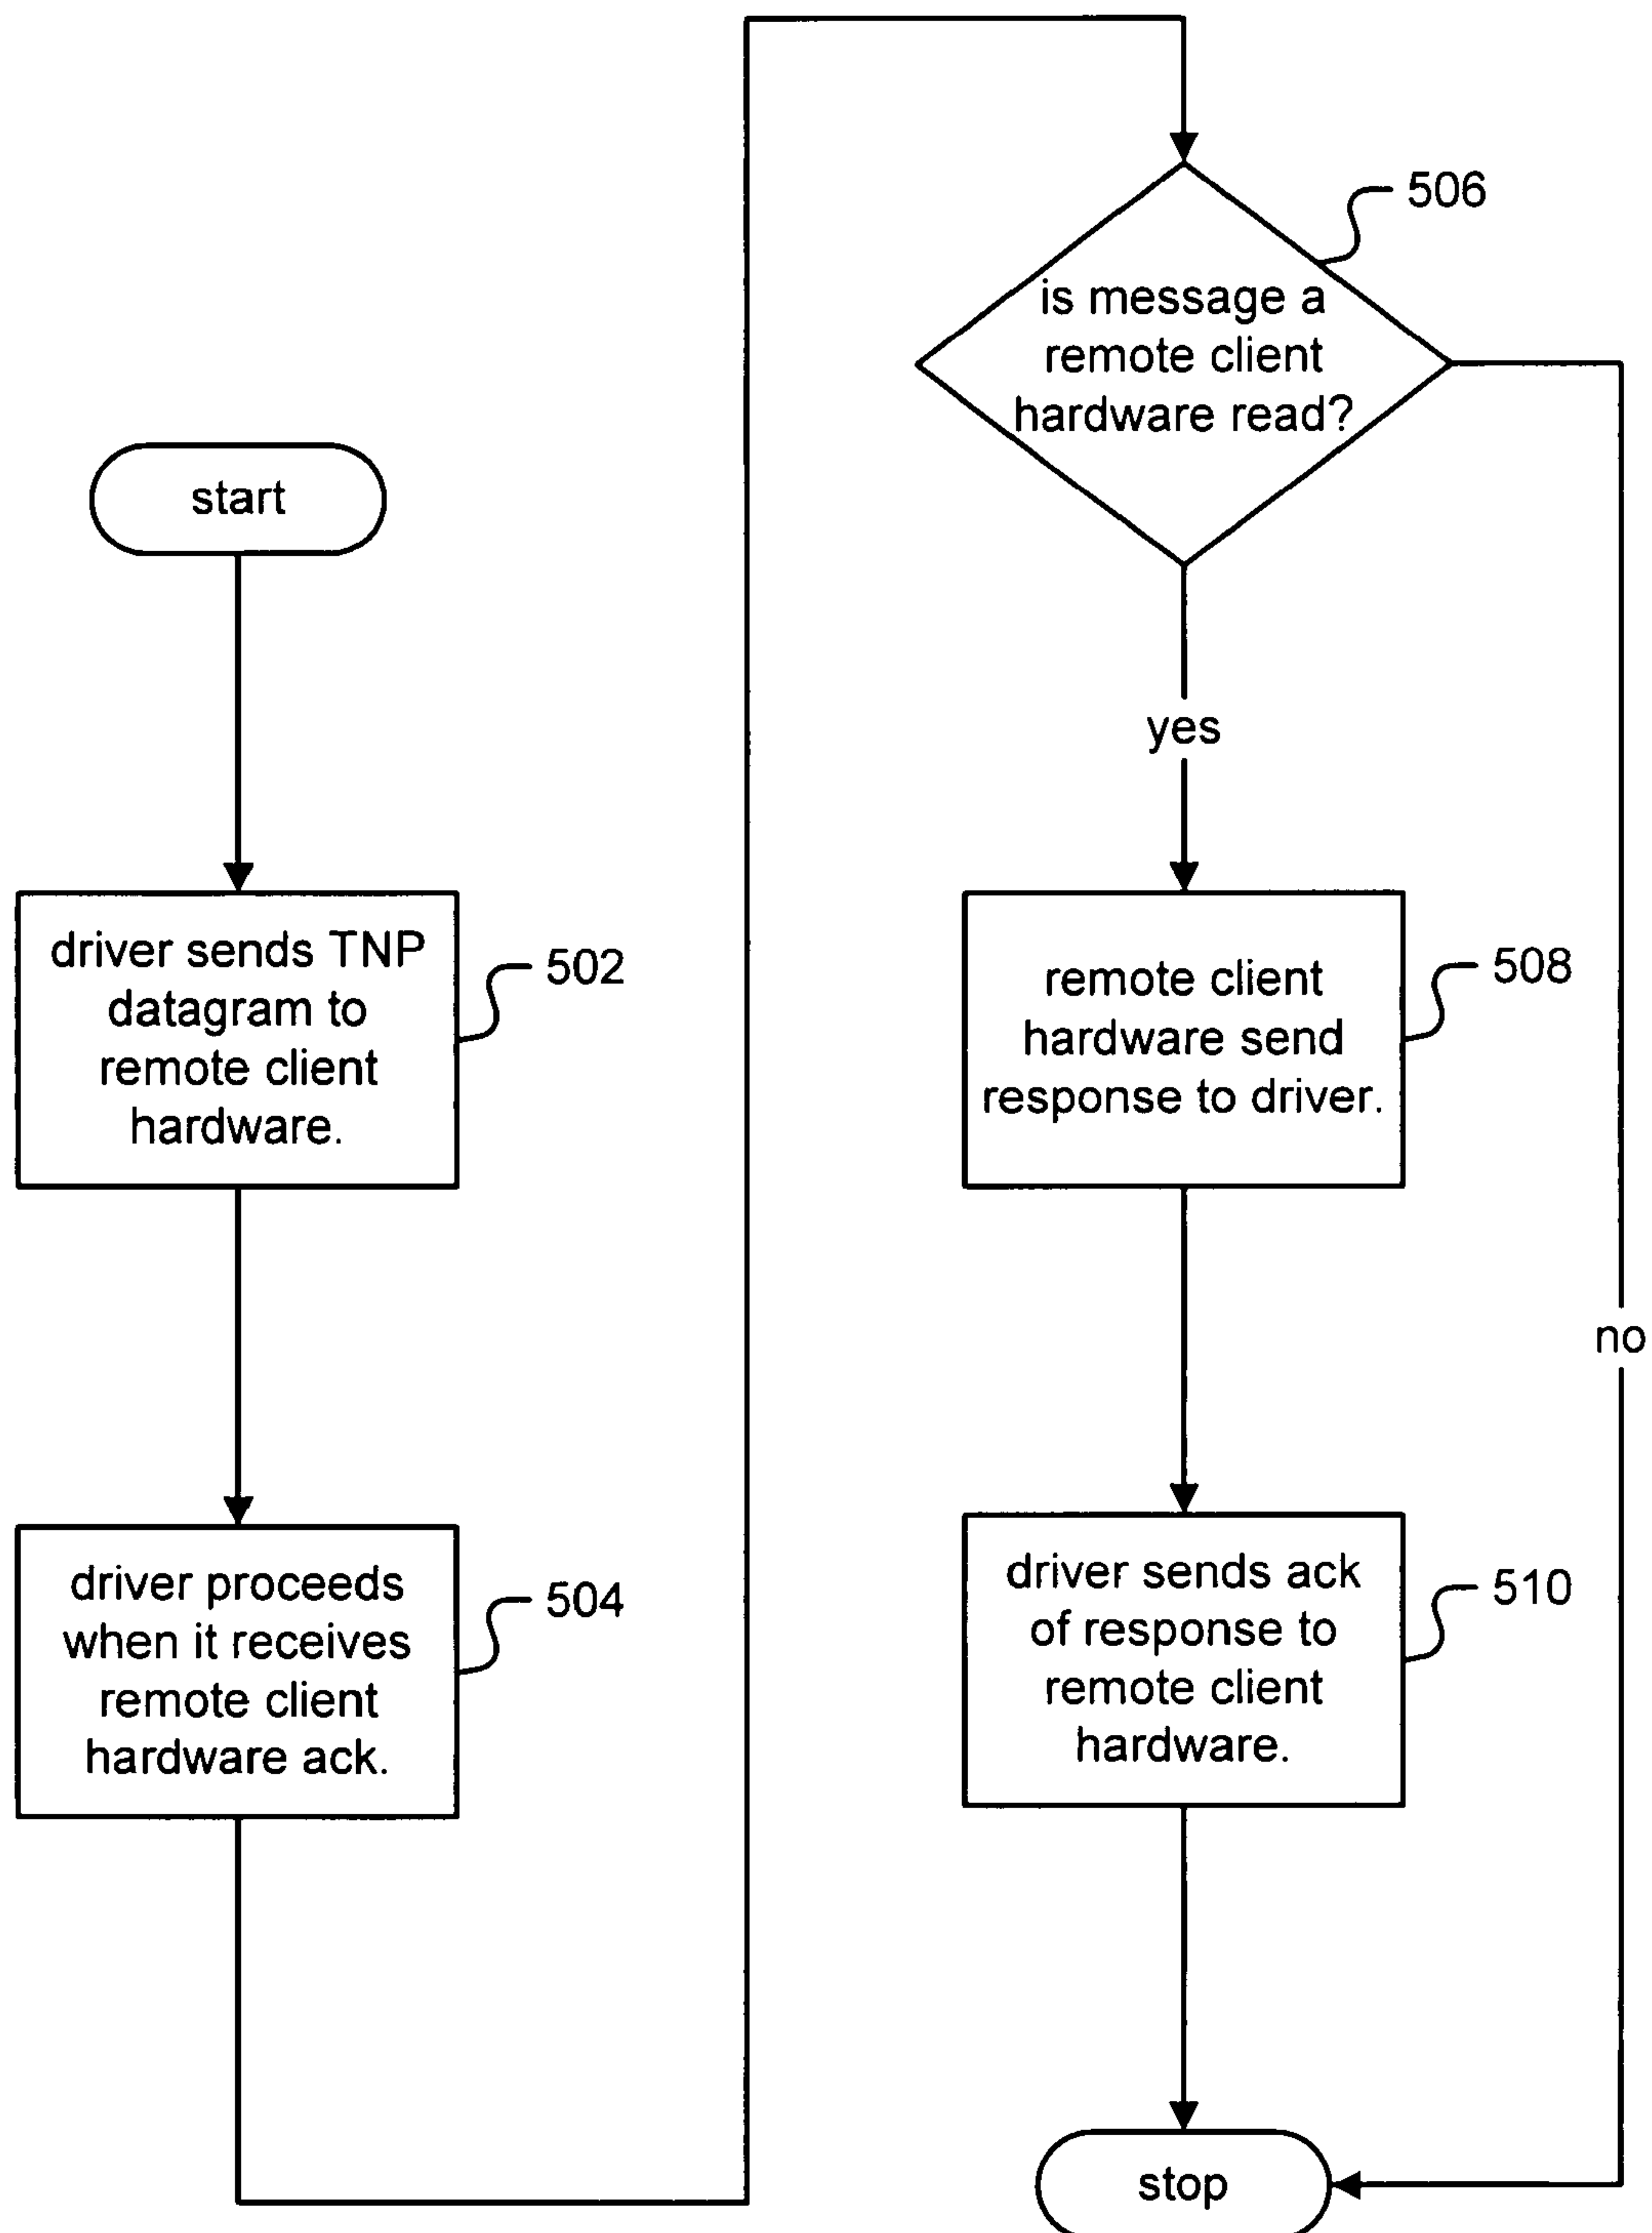 start
driver sends TNP
datagram to
remote client
hardware.
502
driver proceeds
when it receives
remote client
hardware ack.
504
is message a
remote client
hardware read?
506
yes
remote client
hardware send
response to driver.
508
no
driver sends ack
of response to
remote client
hardware.
510
stop